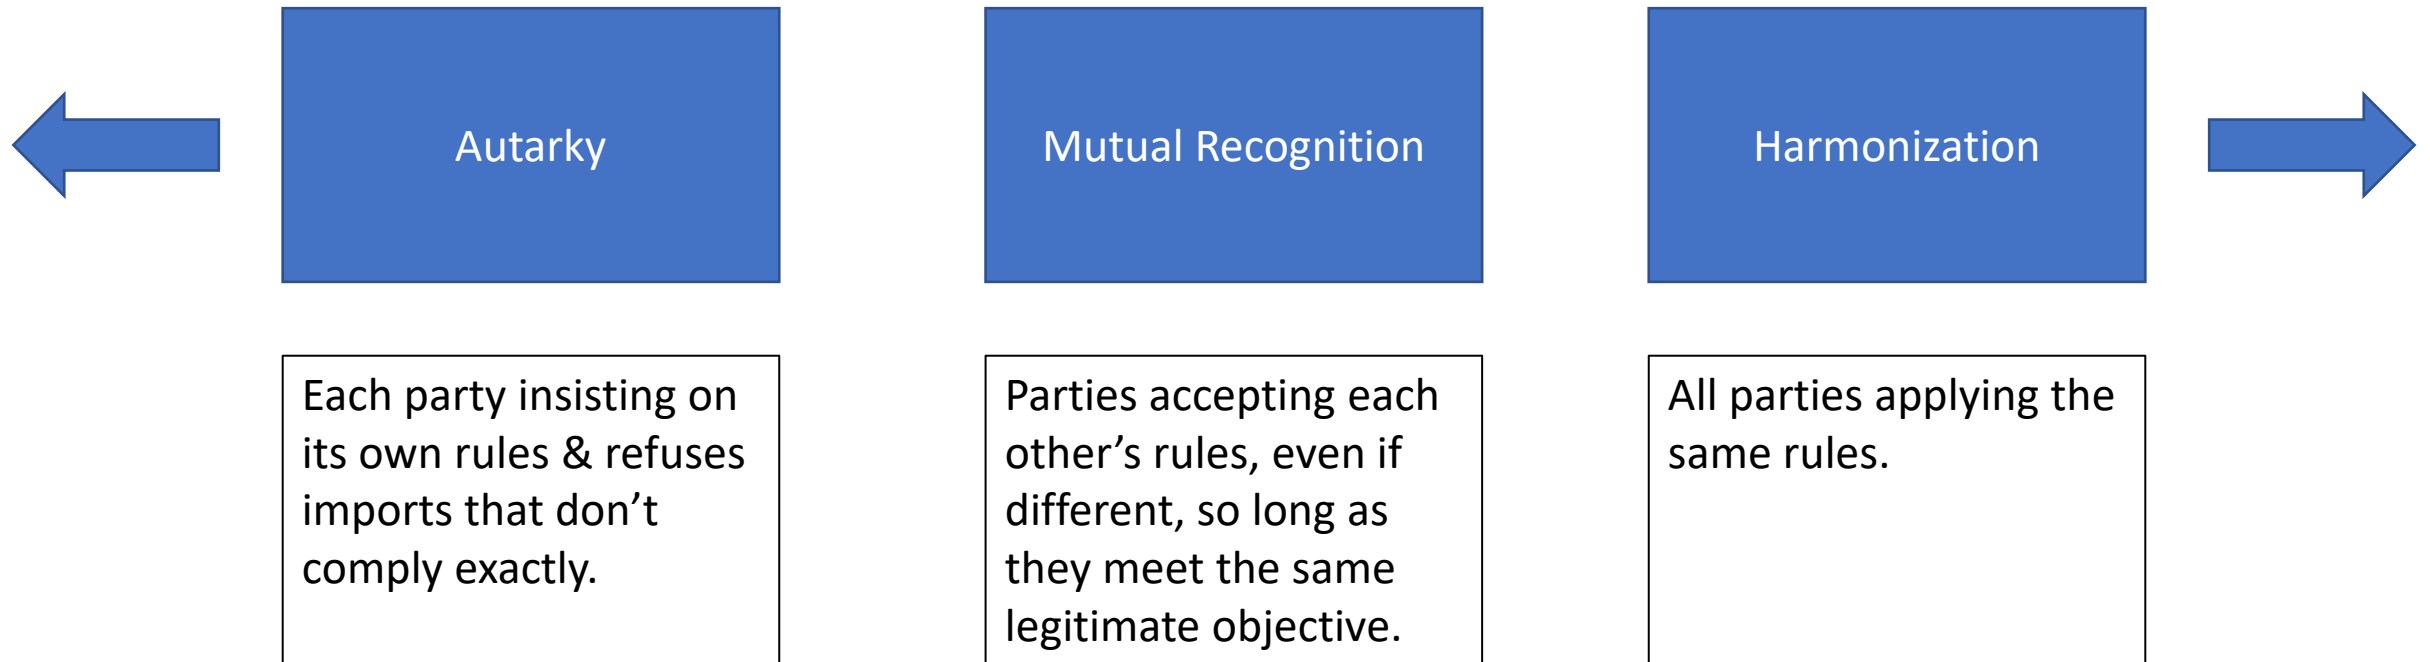 Autarky
Mutual Recognition
Harmonization
Each party insisting on
its own rules & refuses
imports that don’t
comply exactly.
Parties accepting each
other’s rules, even if
different, so long as
they meet the same
legitimate objective.
All parties applying the
same rules.